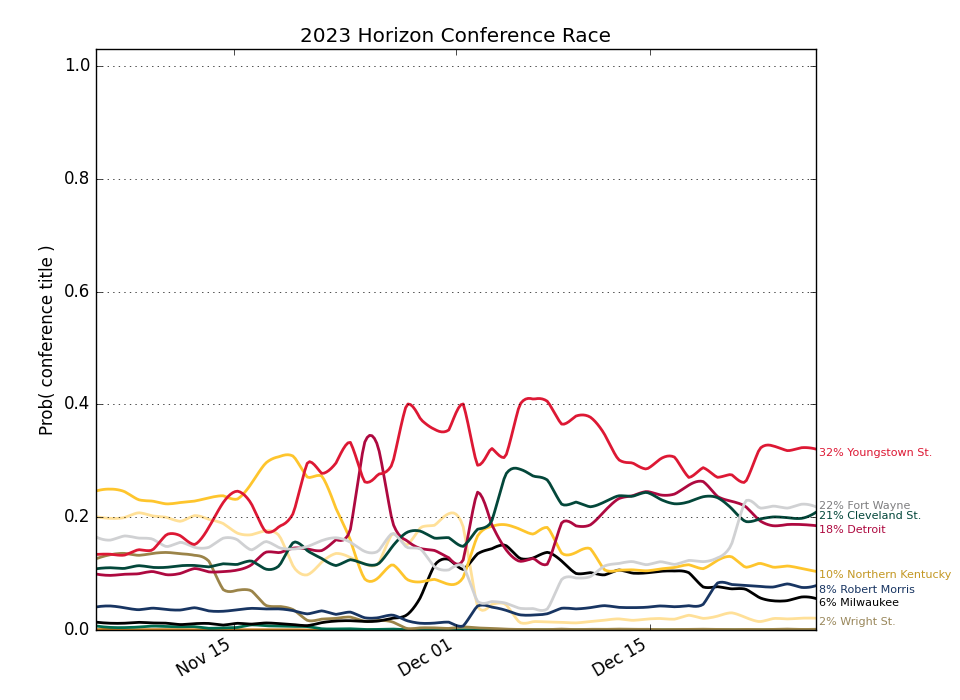 2023 Horizon Conference Race
1.0
0.8
0.6
0.4
0.2
0.0
Prob( conference title )
Nov 15
Dec 01
Dec 15
32% Youngstown St.
22% Fort Wayne
21% Cleveland St.
18% Detroit
10% Northern Kentucky
8% Robert Morris
6% Milwaukee
2% Wright St.